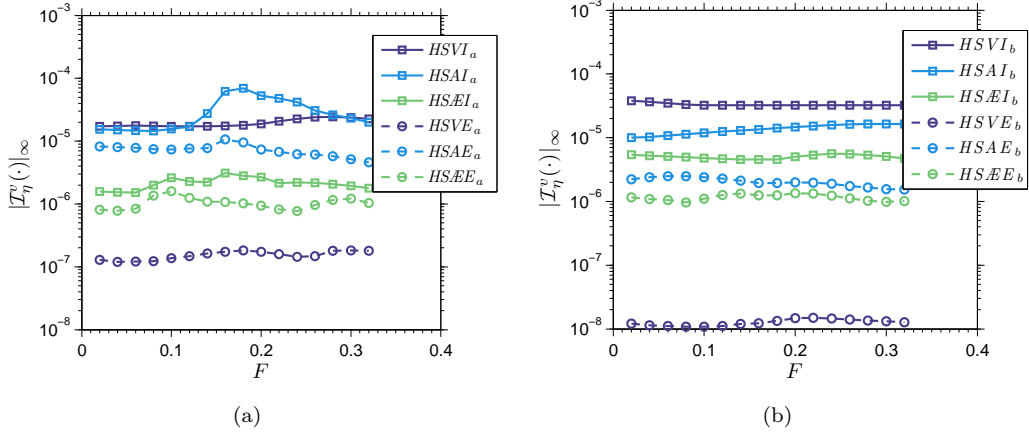 10⁻³
10⁻⁴
10⁻⁵
10⁻⁶
10⁻⁷
10⁻⁸
|𝓘ᵛ_η(·)|_∞
0 0.1 0.2 0.3 0.4
F
HSVI_a
HSAI_a
HSÆI_a
HSVE_a
HSAE_a
HSÆE_a
(a)
10⁻³
10⁻⁴
10⁻⁵
10⁻⁶
10⁻⁷
10⁻⁸
|𝓘ᵛ_η(·)|_∞
0 0.1 0.2 0.3 0.4
F
HSVI_b
HSAI_b
HSÆI_b
HSVE_b
HSAE_b
HSÆE_b
(b)